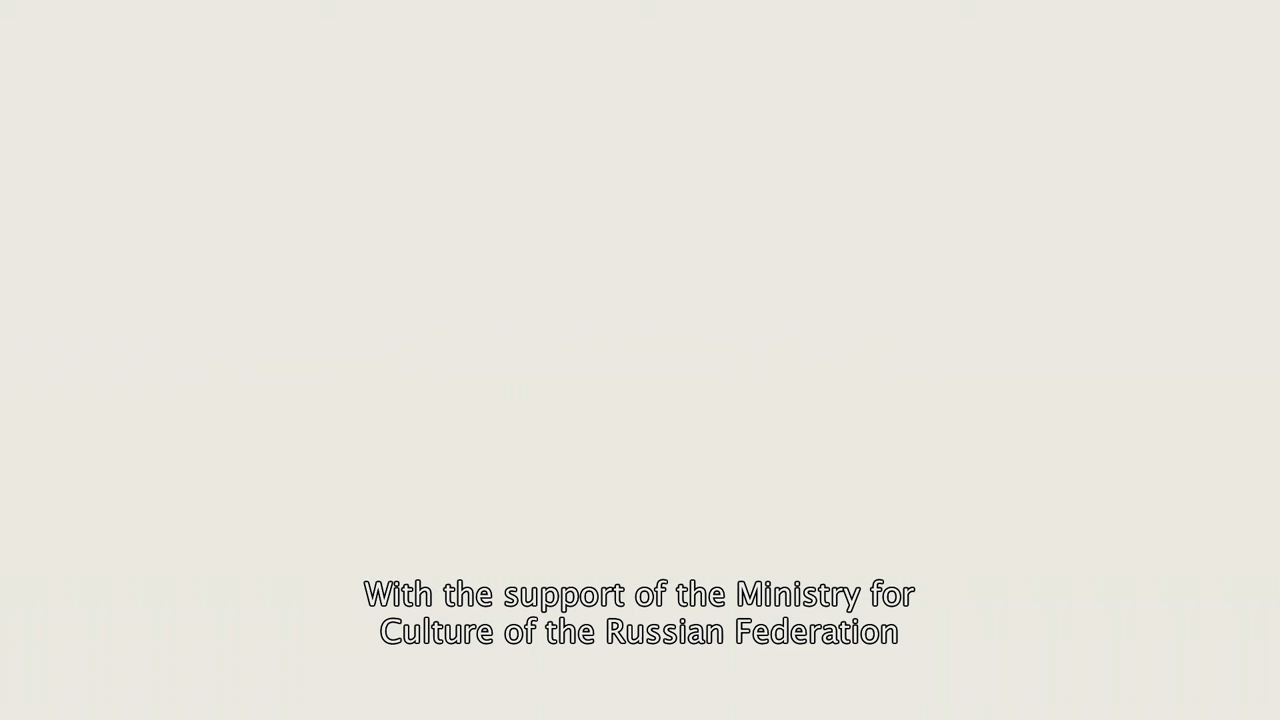 With the support of the Ministry for
Culture of the Russian Federation